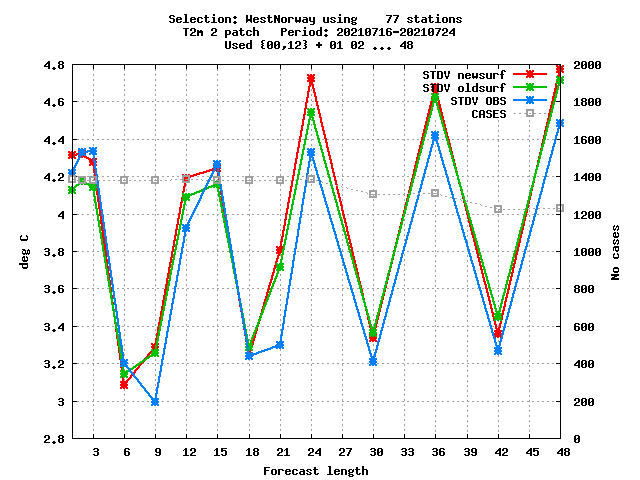 Selection: WestNorway using    77 stations
T2m 2 patch   Period: 20210716-20210724
Used {00,12} + 01 02 ... 48
STDV newsurf
STDV oldsurf
STDV OBS
CASES
4.8
4.6
4.4
4.2
4
3.8
3.6
3.4
3.2
3
2.8
deg C
2000
1800
1600
1400
1200
1000
800
600
400
200
0
No cases
3 6 9 12 15 18 21 24 27 30 33 36 39 42 45 48
Forecast length